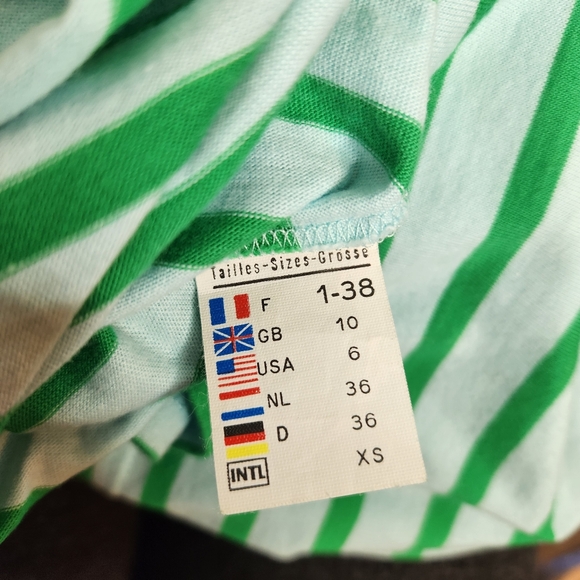 Tailles-Sizes-Grösse
F 1-38
GB 10
USA 6
NL 36
D 36
INTL XS